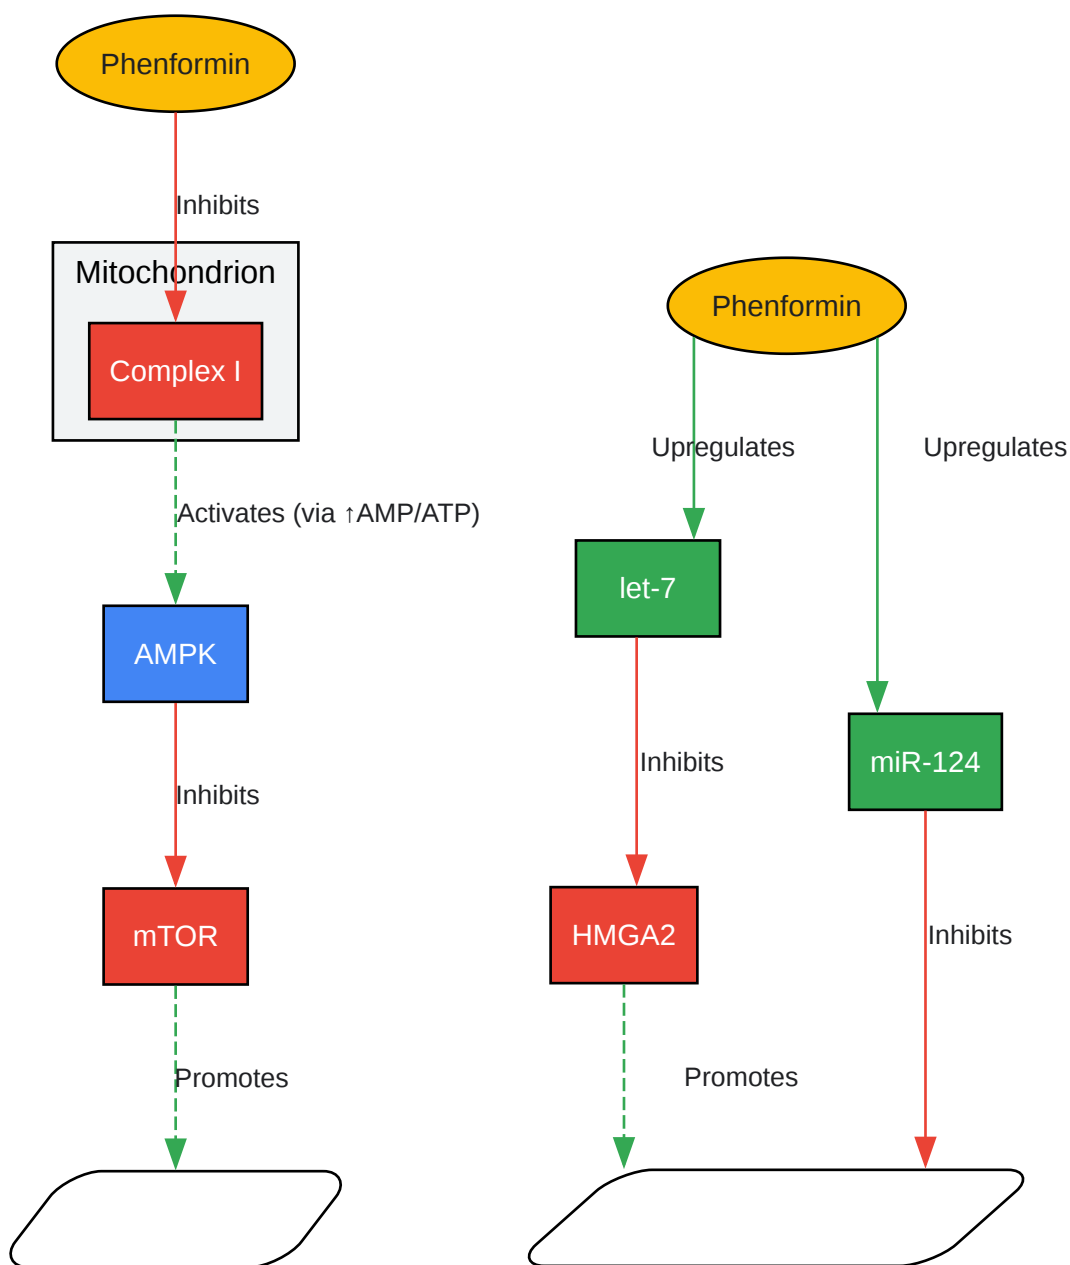 Phenformin
Inhibits
Mitochondrion
Complex I
Activates (via ↑AMP/ATP)
AMPK
Inhibits
mTOR
Promotes
Phenformin
Upregulates
Upregulates
let-7
Inhibits
miR-124
HMGA2
Inhibits
Promotes